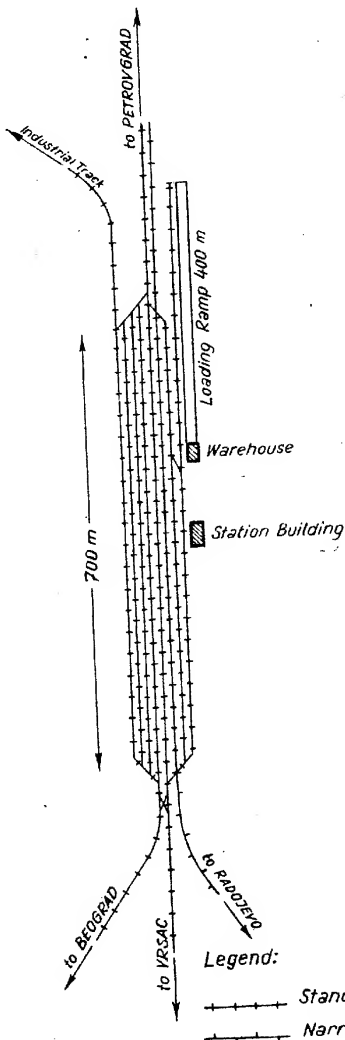 to PETROVGRAD
Industrial Track
Loading Ramp 400 m
Warehouse
Station Building
700 m
to BEOGRAD
to VRSAC
to RADOJEVO
Legend:
Stand
Narr